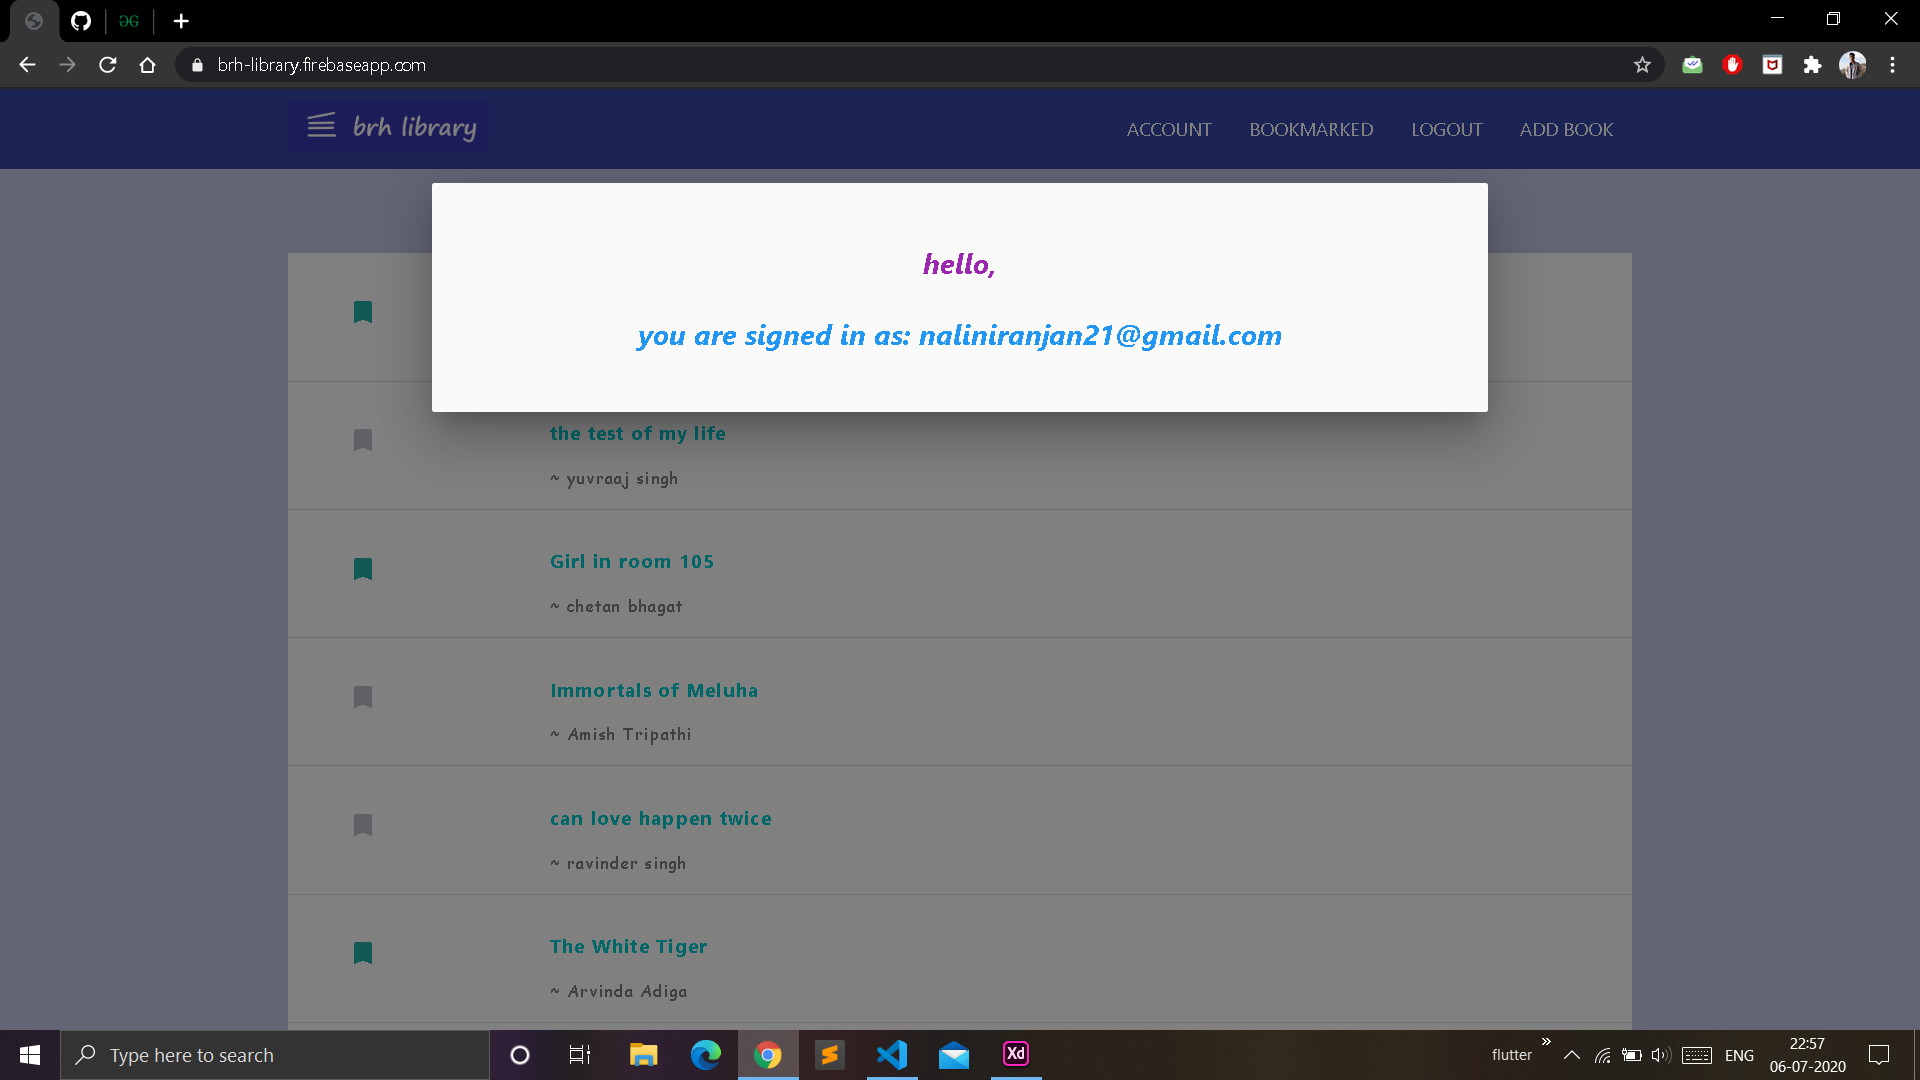 brh-library.firebaseapp.com
brh library
ACCOUNT BOOKMARKED LOGOUT ADD BOOK
hello,
you are signed in as: naliniranjan21@gmail.com
the test of my life
~ yuvraaj singh
Girl in room 105
~ chetan bhagat
Immortals of Meluha
~ Amish Tripathi
can love happen twice
~ ravinder singh
The White Tiger
~ Arvinda Adiga
Type here to search
Xd
flutter
ENG
22:57
06-07-2020